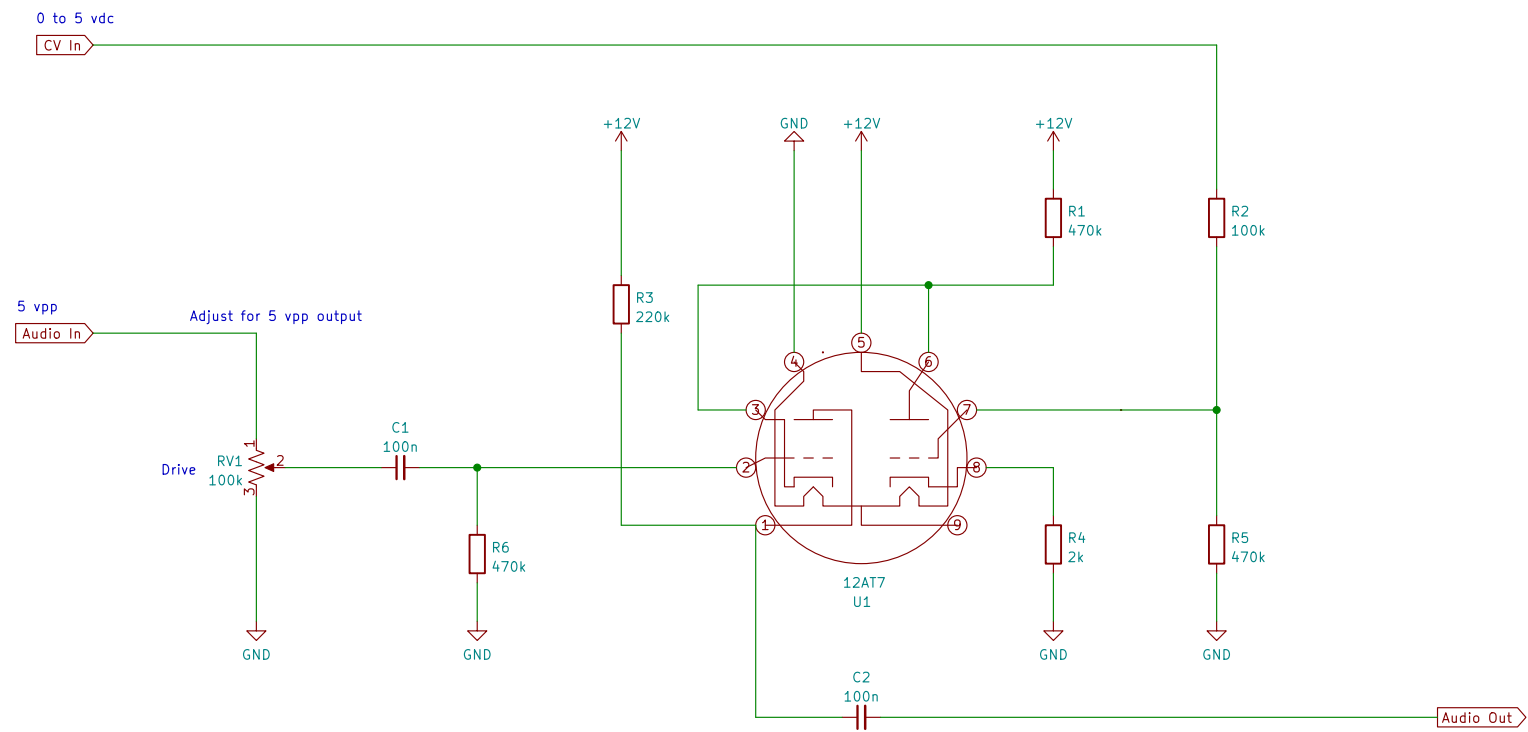 0 to 5 vdc
CV In
+12V
GND
+12V
+12V
R1
470k
R2
100k
R3
220k
5 vpp
Audio In
Adjust for 5 vpp output
4
5
6
3
7
2
8
1
9
C1
100n
1
2
3
RV1
100k
Drive
R6
470k
R4
2k
R5
470k
12AT7
U1
GND
GND
GND
GND
C2
100n
Audio Out